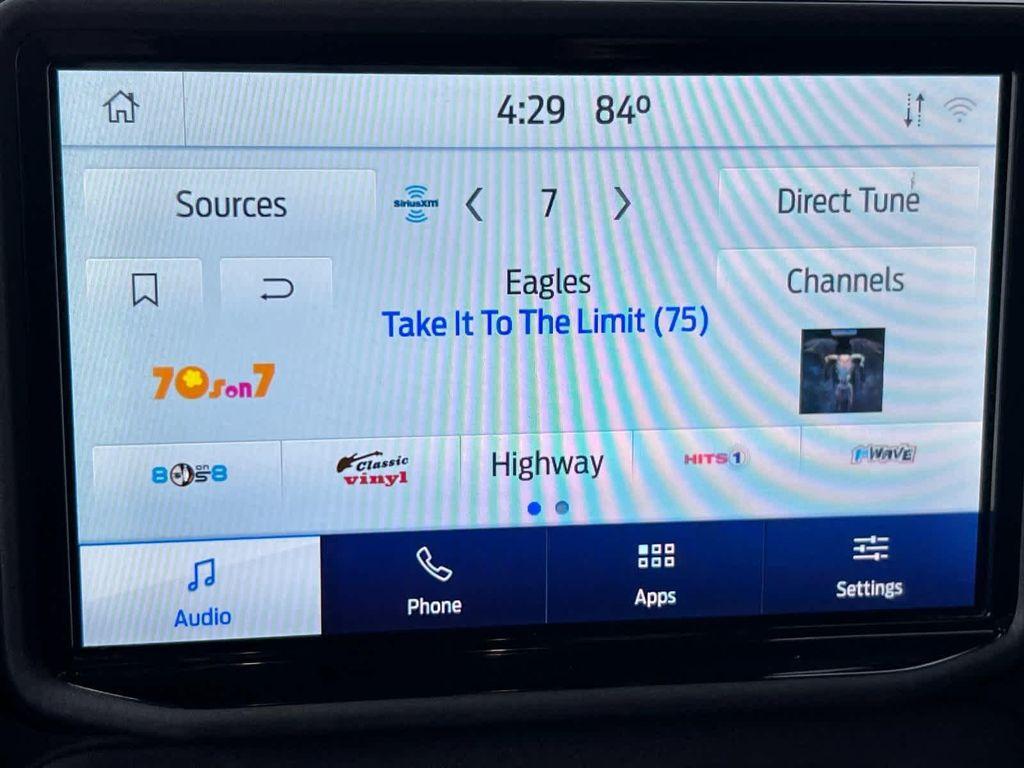 4:29 84°
Sources
SiriusXM
7
Direct Tune
Eagles
Channels
Take It To The Limit (75)
70s on 7
80s on 8
Classic
vinyl
Highway
HITS 1
1st WAVE
Audio
Phone
Apps
Settings